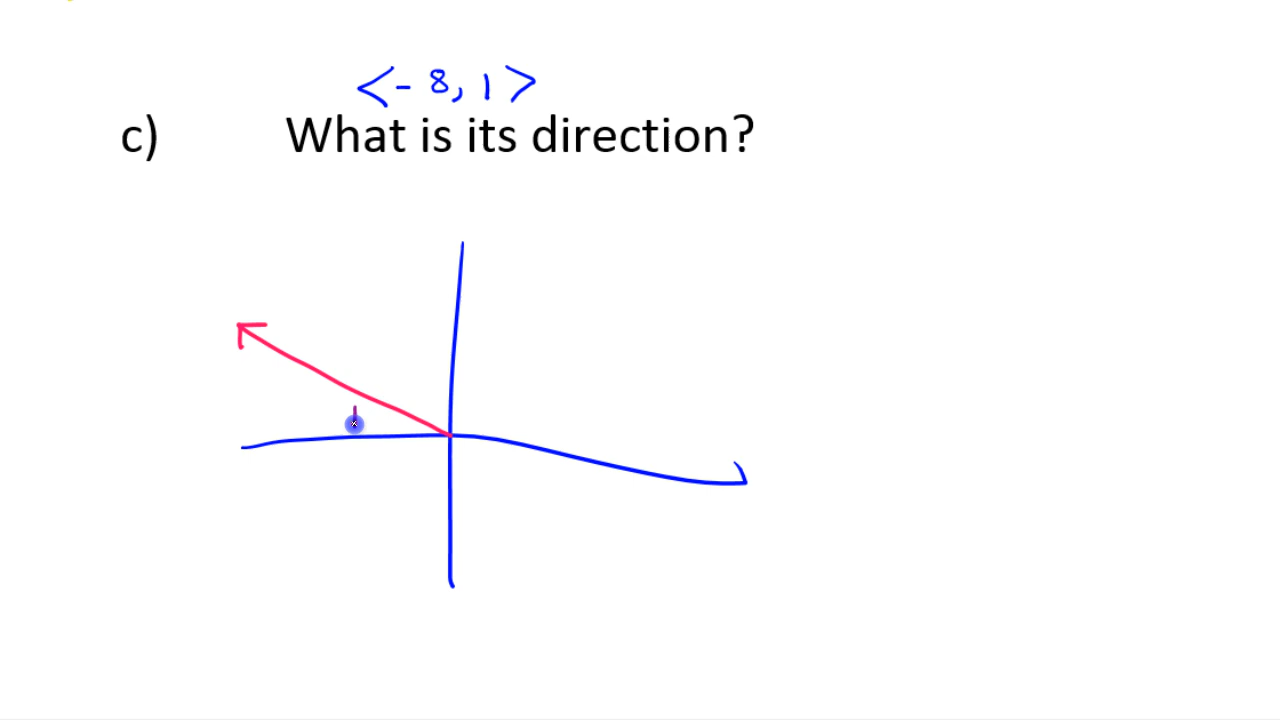 <- 8, 1>
c) What is its direction?